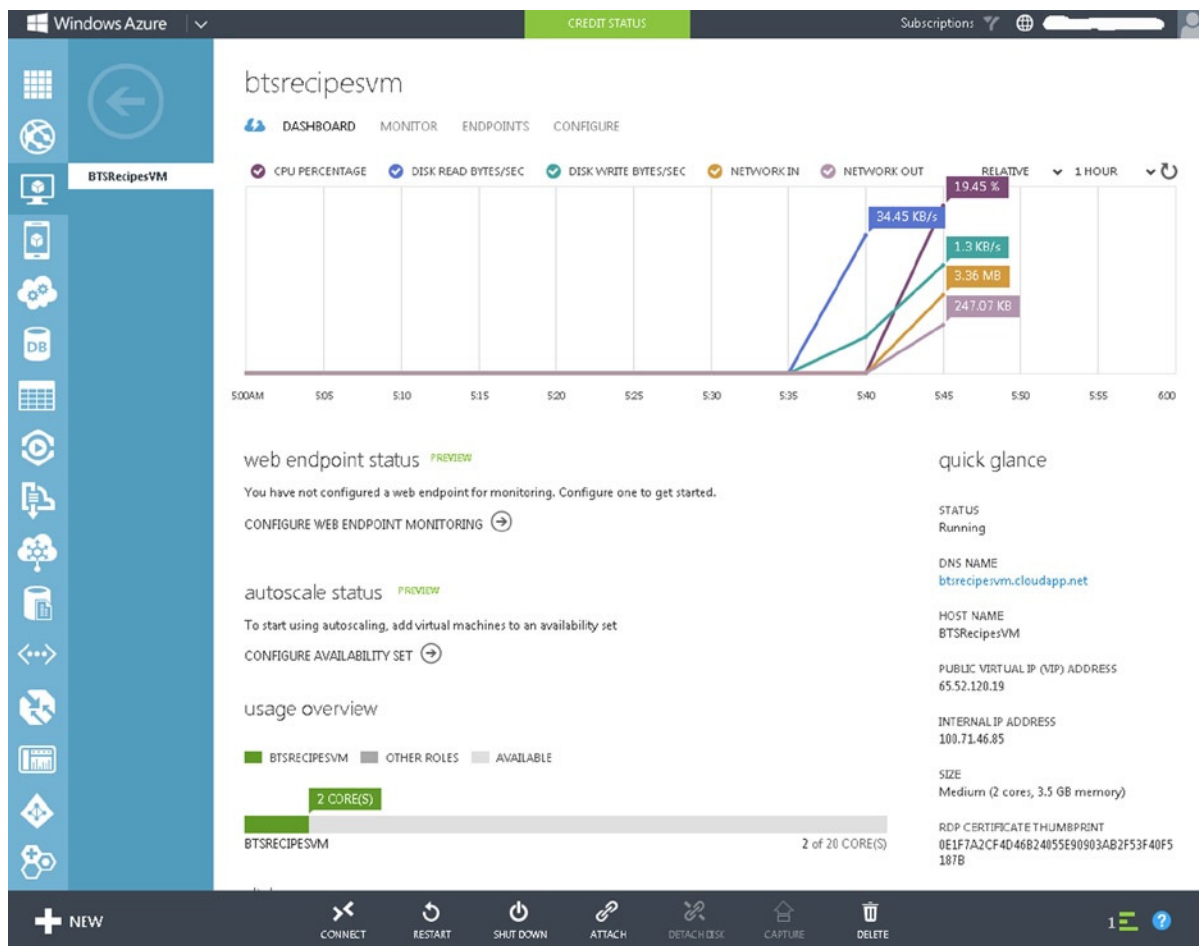 Windows Azure
CREDIT STATUS
Subscriptions
BTSRecipesVM
btsrecipesvm
DASHBOARD MONITOR ENDPOINTS CONFIGURE
CPU PERCENTAGE DISK READ BYTES/SEC DISK WRITE BYTES/SEC NETWORK IN NETWORK OUT RELATIVE 1 HOUR
19.45 %
34.45 KB/s
1.3 KB/s
3.36 MB
247.07 KB
5:00AM 5:05 5:10 5:15 5:20 5:25 5:30 5:35 5:40 5:45 5:50 5:55 6:00
web endpoint status PREVIEW
You have not configured a web endpoint for monitoring. Configure one to get started.
CONFIGURE WEB ENDPOINT MONITORING
autoscale status PREVIEW
To start using autoscaling, add virtual machines to an availability set
CONFIGURE AVAILABILITY SET
usage overview
BTSRECIPESVM OTHER ROLES AVAILABLE
2 CORE(S)
BTSRECIPESVM 2 of 20 CORE(S)
quick glance
STATUS
Running
DNS NAME
btsrecipesvm.cloudapp.net
HOST NAME
BTSRecipesVM
PUBLIC VIRTUAL IP (VIP) ADDRESS
65.52.120.19
INTERNAL IP ADDRESS
100.71.46.85
SIZE
Medium (2 cores, 3.5 GB memory)
RDP CERTIFICATE THUMBPRINT
0E1F7A2CF4D46B24055E90903AB2F53F40F5
187B
DB
NEW
CONNECT RESTART SHUT DOWN ATTACH DETACH DISK CAPTURE DELETE
1 ?